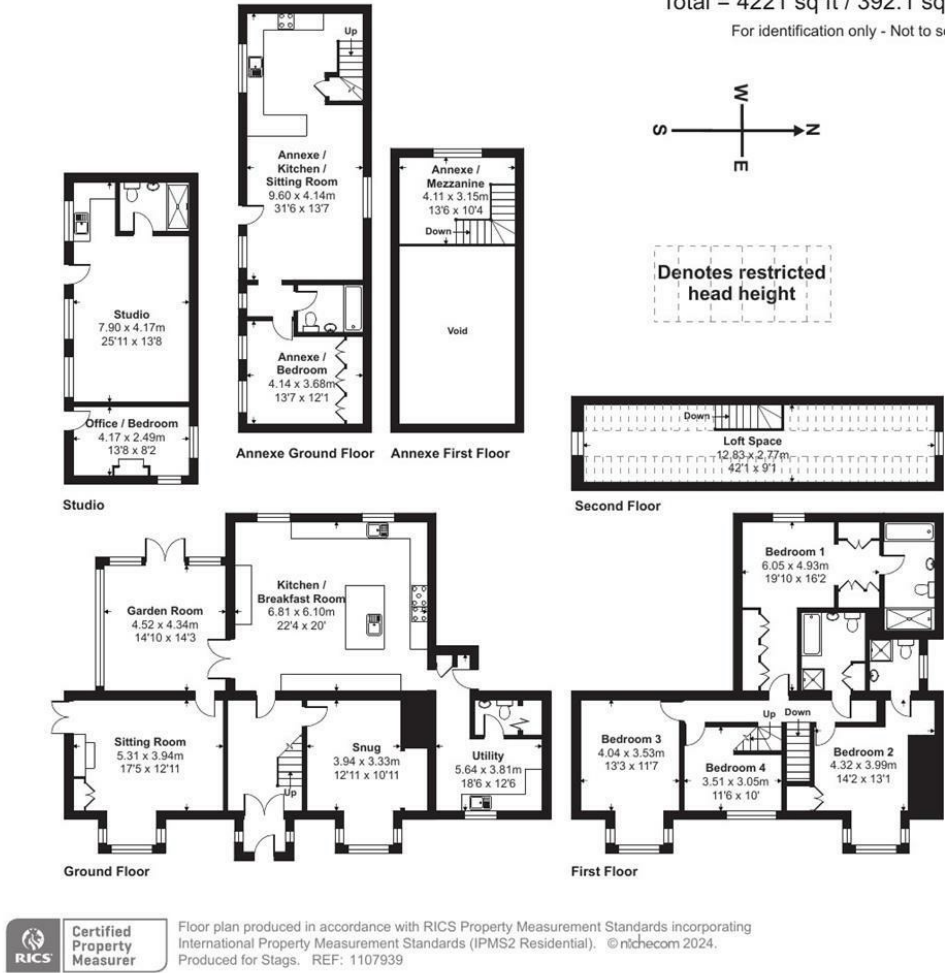 Total = 4221 sq ft / 392.1 sq
For identification only - Not to sc
W
S
N
E
Up
Annexe /
Kitchen /
Sitting Room
9.60 x 4.14m
31'6 x 13'7
Annexe /
Bedroom
4.14 x 3.68m
13'7 x 12'1
Annexe Ground Floor
Annexe /
Mezzanine
4.11 x 3.15m
13'6 x 10'4
Down
Void
Annexe First Floor
Denotes restricted
head height
Studio
7.90 x 4.17m
25'11 x 13'8
Office / Bedroom
4.17 x 2.49m
13'8 x 8'2
Studio
Down
Loft Space
12.83 x 2.77m
42'1 x 9'1
Second Floor
Garden Room
4.52 x 4.34m
14'10 x 14'3
Kitchen /
Breakfast Room
6.81 x 6.10m
22'4 x 20'
Sitting Room
5.31 x 3.94m
17'5 x 12'11
Up
Snug
3.94 x 3.33m
12'11 x 10'11
Utility
5.64 x 3.81m
18'6 x 12'6
Ground Floor
Bedroom 1
6.05 x 4.93m
19'10 x 16'2
Bedroom 3
4.04 x 3.53m
13'3 x 11'7
Up
Down
Bedroom 4
3.51 x 3.05m
11'6 x 10'
Bedroom 2
4.32 x 3.99m
14'2 x 13'1
First Floor
RICS
Certified
Property
Measurer
Floor plan produced in accordance with RICS Property Measurement Standards incorporating
International Property Measurement Standards (IPMS2 Residential). © nichecom 2024.
Produced for Stags. REF: 1107939